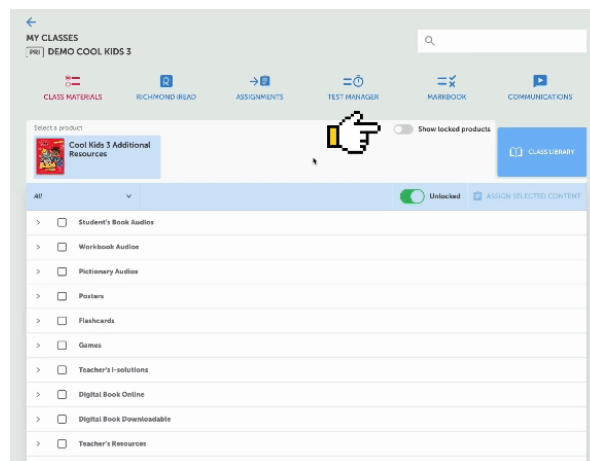 MY CLASSES
PRI DEMO COOL KIDS 3
CLASS MATERIALS
RICHMOND IREAD
ASSIGNMENTS
TEST MANAGER
MARKBOOK
COMMUNICATIONS
Select a product
Cool Kids 3 Additional
Resources
Show locked products
CLASS LIBRARY
All
Unlocked
ASSIGN SELECTED CONTENT
Student's Book Audios
Workbook Audios
Pictionary Audios
Posters
Flashcards
Games
Teacher's i-solutions
Digital Book Online
Digital Book Downloadable
Teacher's Resources